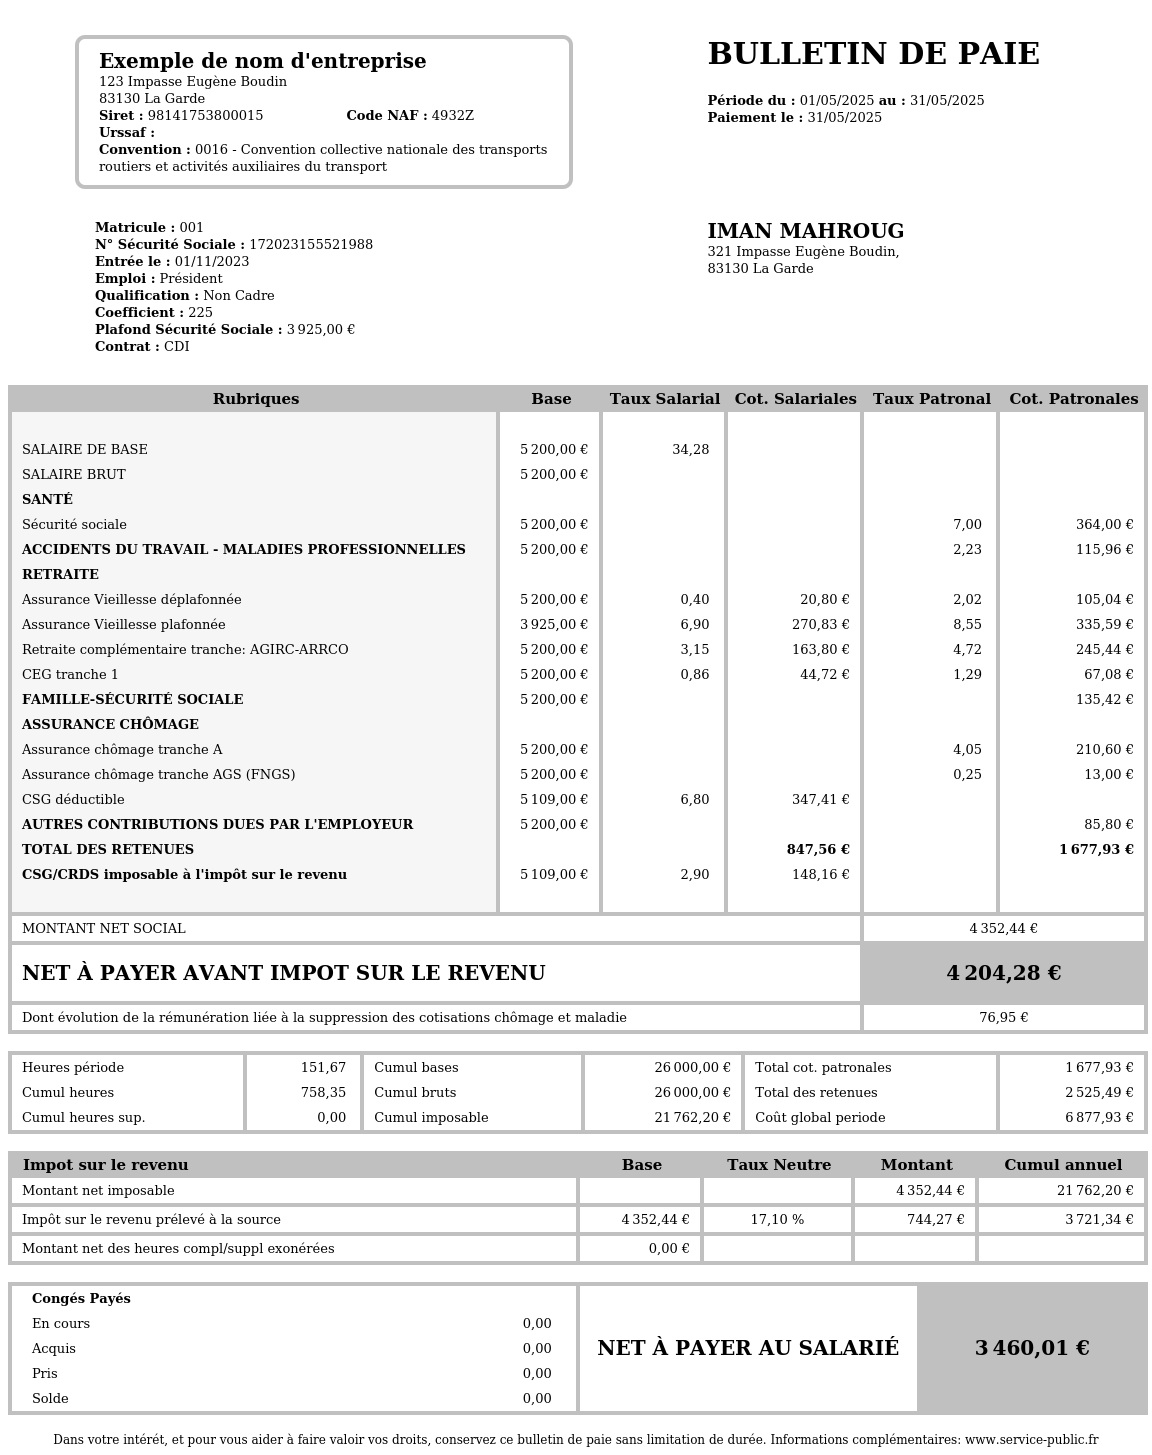 Exemple de nom d'entreprise
123 Impasse Eugène Boudin
83130 La Garde
Siret : 98141753800015 Code NAF : 4932Z
Urssaf :
Convention : 0016 - Convention collective nationale des transports
routiers et activités auxiliaires du transport
BULLETIN DE PAIE
Période du : 01/05/2025 au : 31/05/2025
Paiement le : 31/05/2025
Matricule : 001
N° Sécurité Sociale : 172023155521988
Entrée le : 01/11/2023
Emploi : Président
Qualification : Non Cadre
Coefficient : 225
Plafond Sécurité Sociale : 3 925,00 €
Contrat : CDI
IMAN MAHROUG
321 Impasse Eugène Boudin,
83130 La Garde
Rubriques Base Taux Salarial Cot. Salariales Taux Patronal Cot. Patronales
SALAIRE DE BASE 5 200,00 € 34,28
SALAIRE BRUT 5 200,00 €
SANTÉ
Sécurité sociale 5 200,00 € 7,00 364,00 €
ACCIDENTS DU TRAVAIL - MALADIES PROFESSIONNELLES 5 200,00 € 2,23 115,96 €
RETRAITE
Assurance Vieillesse déplafonnée 5 200,00 € 0,40 20,80 € 2,02 105,04 €
Assurance Vieillesse plafonnée 3 925,00 € 6,90 270,83 € 8,55 335,59 €
Retraite complémentaire tranche: AGIRC-ARRCO 5 200,00 € 3,15 163,80 € 4,72 245,44 €
CEG tranche 1 5 200,00 € 0,86 44,72 € 1,29 67,08 €
FAMILLE-SÉCURITÉ SOCIALE 5 200,00 € 135,42 €
ASSURANCE CHÔMAGE
Assurance chômage tranche A 5 200,00 € 4,05 210,60 €
Assurance chômage tranche AGS (FNGS) 5 200,00 € 0,25 13,00 €
CSG déductible 5 109,00 € 6,80 347,41 €
AUTRES CONTRIBUTIONS DUES PAR L'EMPLOYEUR 5 200,00 € 85,80 €
TOTAL DES RETENUES 847,56 € 1 677,93 €
CSG/CRDS imposable à l'impôt sur le revenu 5 109,00 € 2,90 148,16 €
MONTANT NET SOCIAL 4 352,44 €
NET À PAYER AVANT IMPOT SUR LE REVENU 4 204,28 €
Dont évolution de la rémunération liée à la suppression des cotisations chômage et maladie 76,95 €
Heures période 151,67 Cumul bases 26 000,00 € Total cot. patronales 1 677,93 €
Cumul heures 758,35 Cumul bruts 26 000,00 € Total des retenues 2 525,49 €
Cumul heures sup. 0,00 Cumul imposable 21 762,20 € Coût global periode 6 877,93 €
Impot sur le revenu Base Taux Neutre Montant Cumul annuel
Montant net imposable 4 352,44 € 21 762,20 €
Impôt sur le revenu prélevé à la source 4 352,44 € 17,10 % 744,27 € 3 721,34 €
Montant net des heures compl/suppl exonérées 0,00 €
Congés Payés
En cours 0,00
Acquis 0,00
Pris 0,00
Solde 0,00
NET À PAYER AU SALARIÉ 3 460,01 €
Dans votre intérét, et pour vous aider à faire valoir vos droits, conservez ce bulletin de paie sans limitation de durée. Informations complémentaires: www.service-public.fr